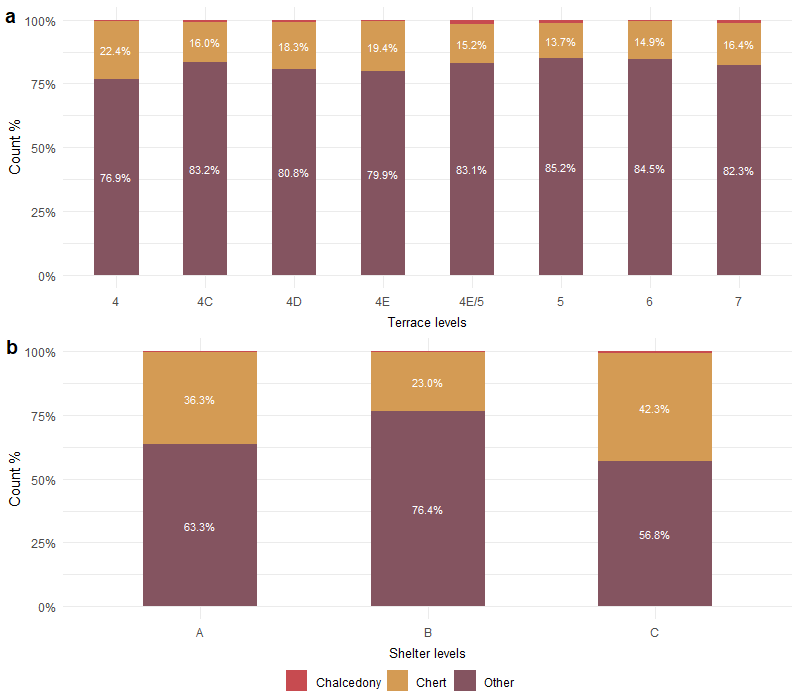 a
100%
75%
50%
25%
0%
Count %
22.4% 16.0% 18.3% 19.4% 15.2% 13.7% 14.9% 16.4%
76.9% 83.2% 80.8% 79.9% 83.1% 85.2% 84.5% 82.3%
4 4C 4D 4E 4E/5 5 6 7
Terrace levels
b
100%
75%
50%
25%
0%
Count %
36.3% 23.0% 42.3%
63.3% 76.4% 56.8%
A B C
Shelter levels
Chalcedony Chert Other